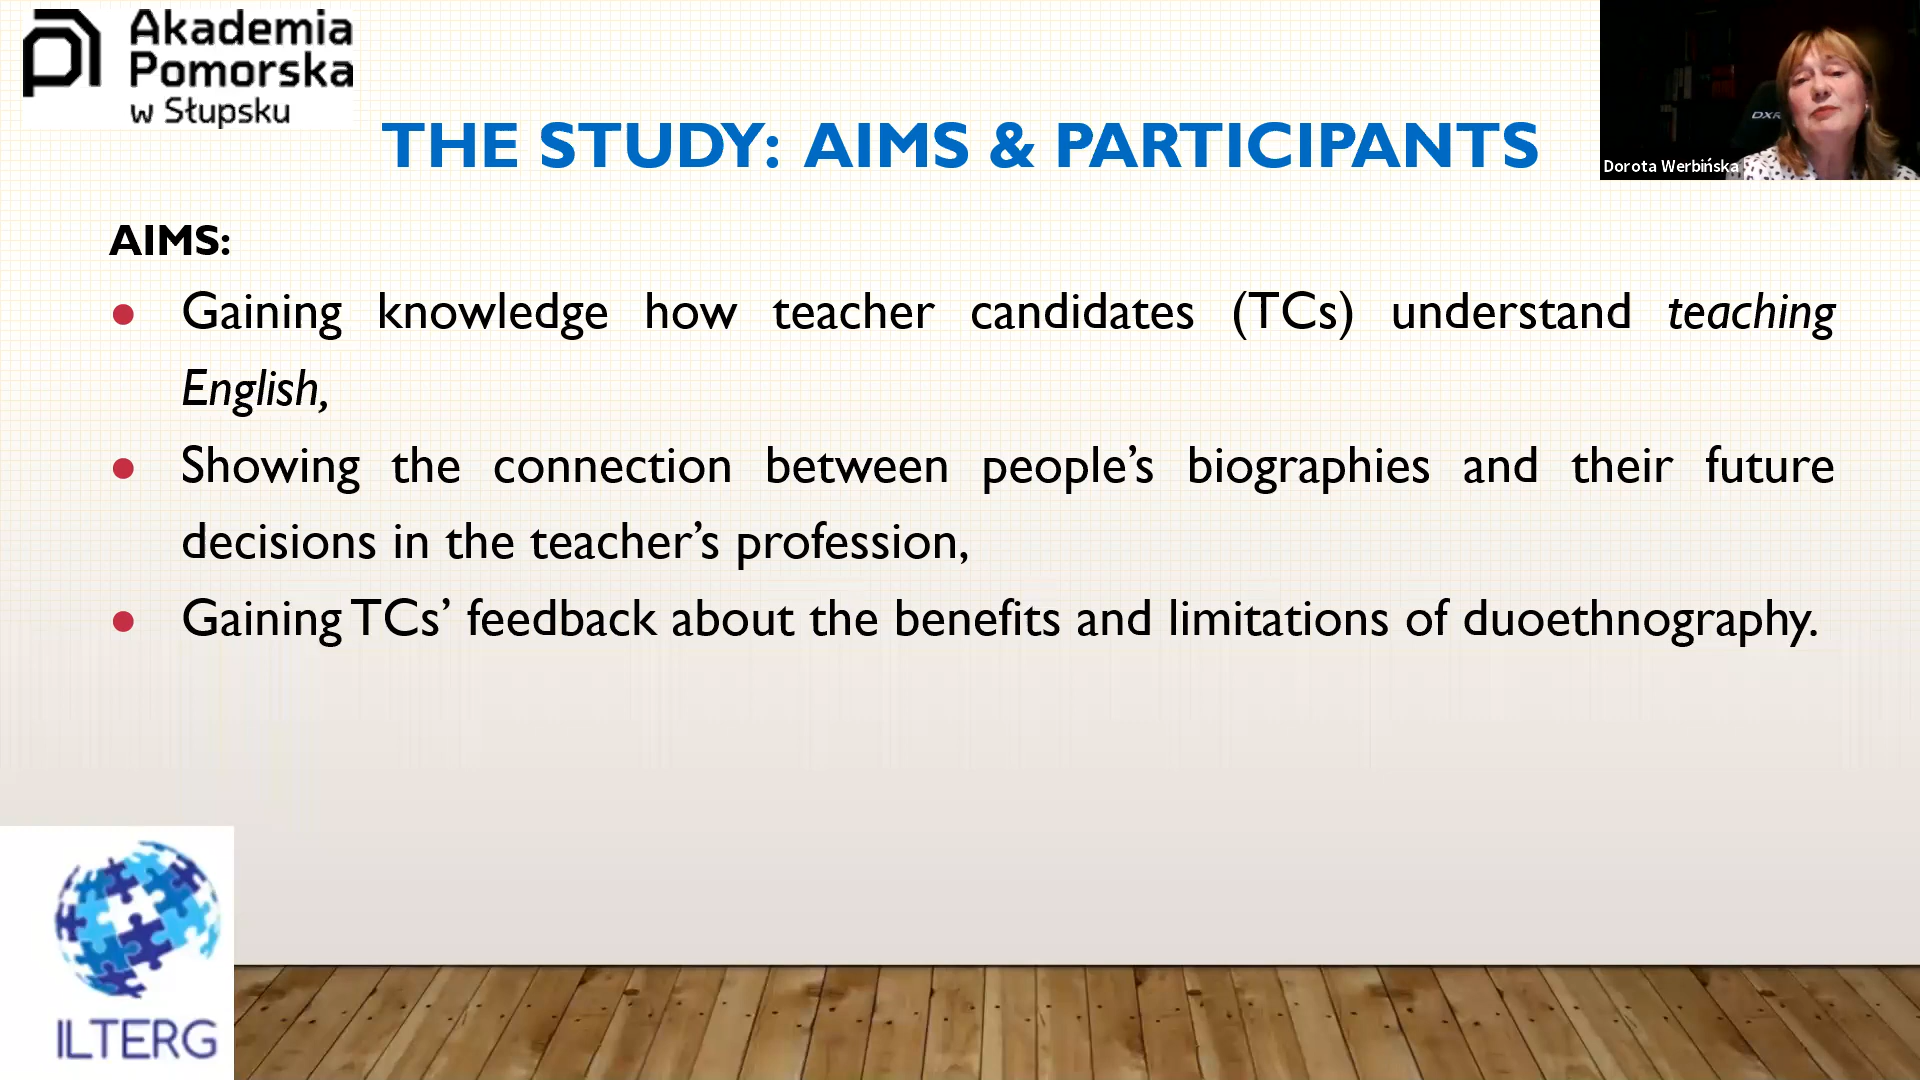 Akademia
Pomorska
w Słupsku
THE STUDY: AIMS & PARTICIPANTS
DXR
Dorota Werbińska
AIMS:
Gaining knowledge how teacher candidates (TCs) understand teaching
English,
Showing the connection between people’s biographies and their future
decisions in the teacher’s profession,
Gaining TCs’ feedback about the benefits and limitations of duoethnography.
ILTERG